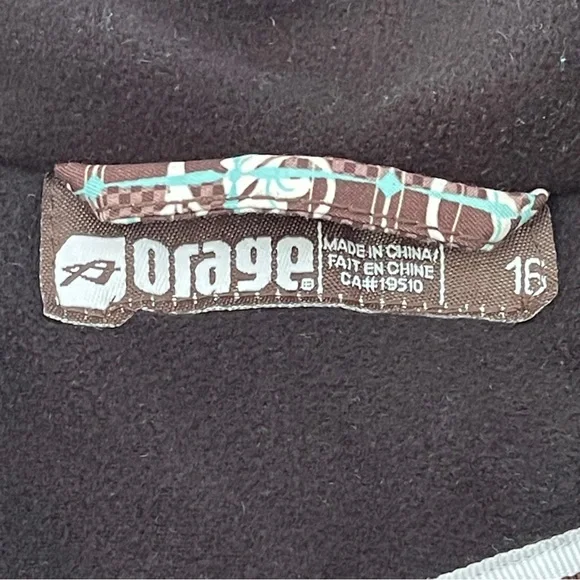 orage
MADE IN CHINA/
FAIT EN CHINE
CA#19510
16